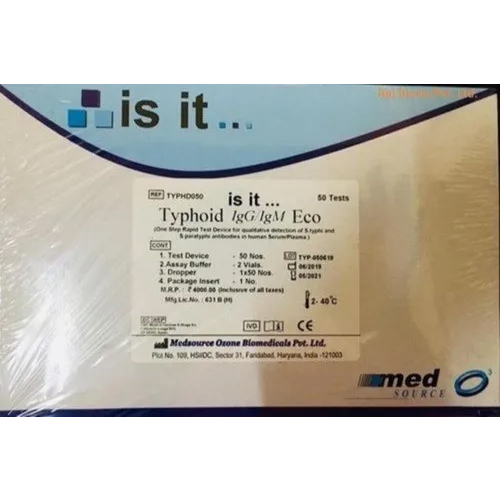 is it ...
REF TYPHD050
is it ...
50 Tests
Typhoid IgG/IgM Eco
(One Step Rapid Test Device for qualitative detection of S.typhi and
S.paratyphi antibodies in human Serum/Plasma.)
CONT
1. Test Device - 50 Nos.
2. Assay Buffer - 2 Vials.
3. Dropper - 1x50 Nos.
4. Package Insert - 1 No.
M.R.P. : ₹ 4000.00 (Inclusive of all taxes)
Mfg.Lic.No. : 631 B (H)
LOT TYP-050619
06/2019
05/2021
2- 40°C
EC REP
IVD
Medsource Ozone Biomedicals Pvt. Ltd.
Plot No. 109, HSIIDC, Sector 31, Faridabad, Haryana, India -121003
med
SOURCE
O3